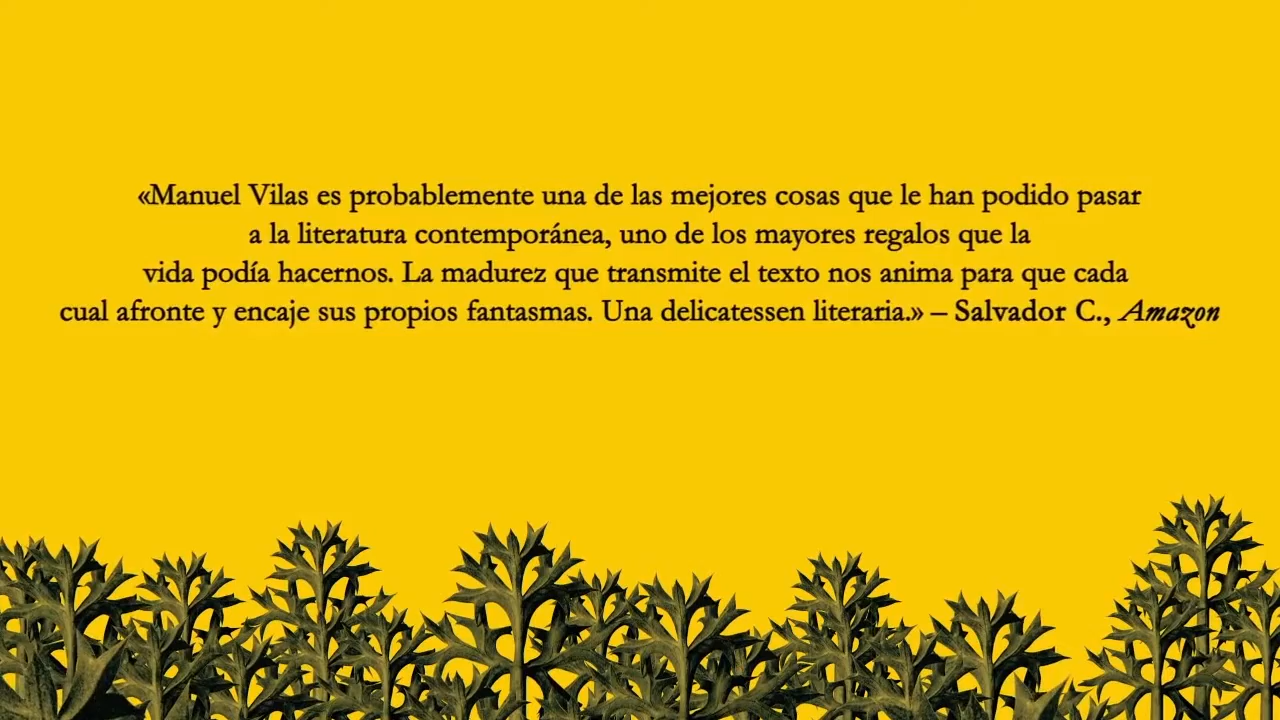 «Manuel Vilas es probablemente una de las mejores cosas que le han podido pasar
a la literatura contemporánea, uno de los mayores regalos que la
vida podía hacernos. La madurez que transmite el texto nos anima para que cada
cual afronte y encaje sus propios fantasmas. Una delicatessen literaria.» – Salvador C., Amazon